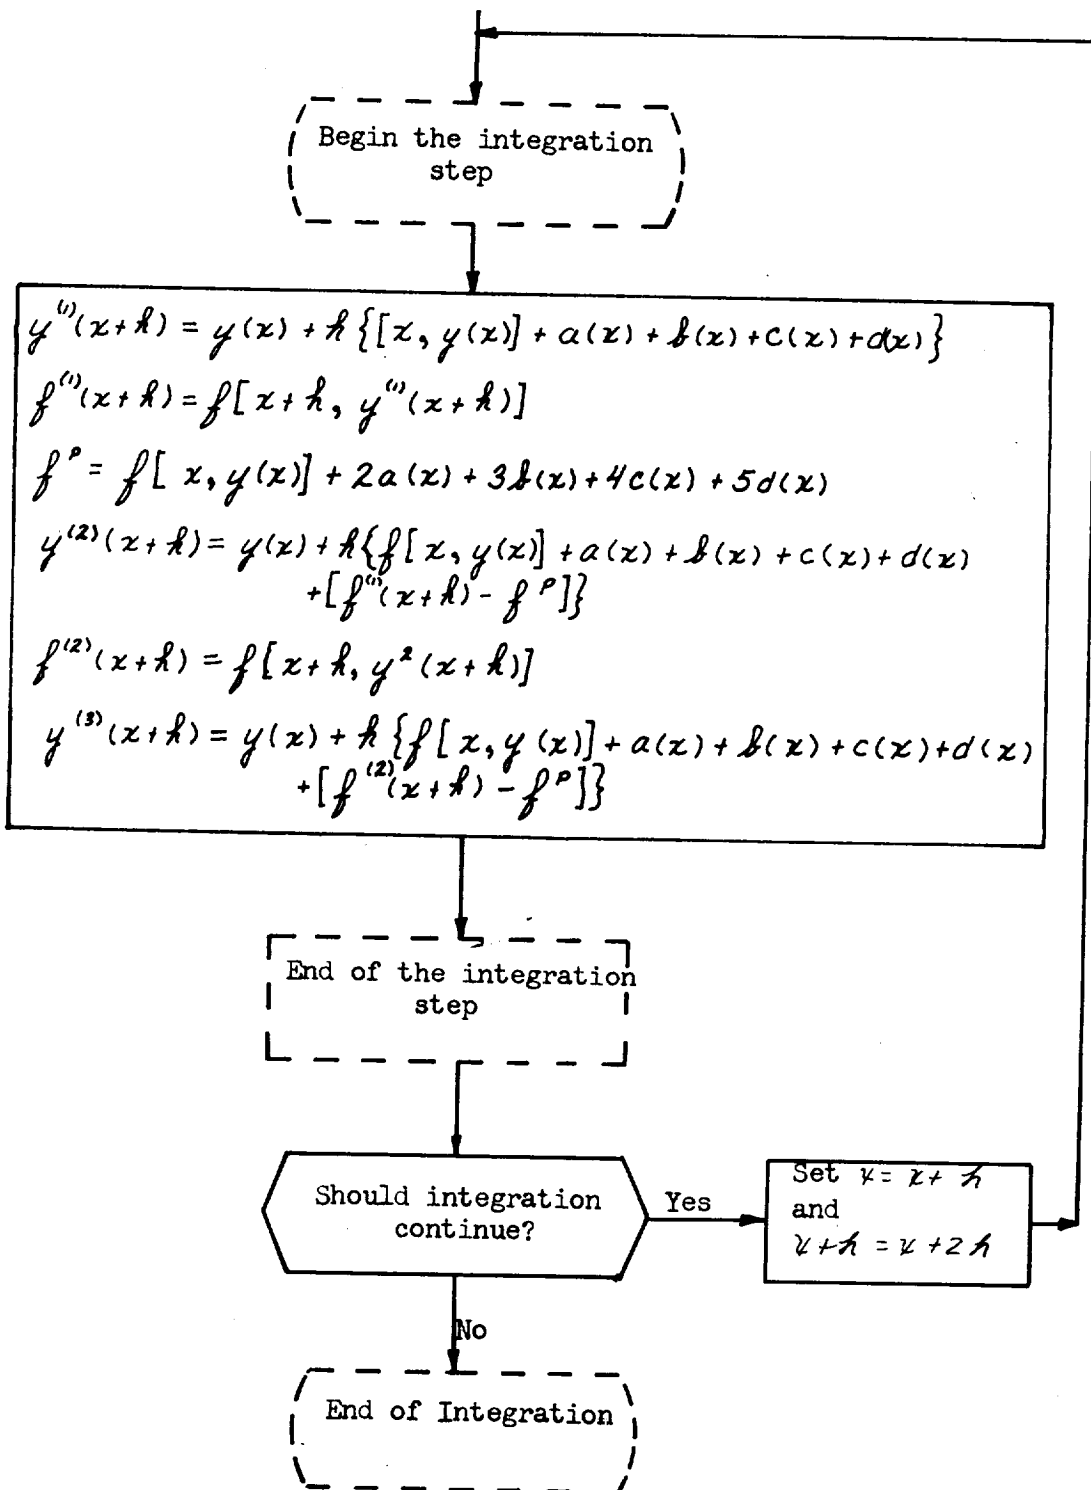 Begin the integration
step
y⁽¹⁾(x+h) = y(x) + h{[x, y(x)] + a(x) + b(x) + c(x) + d(x)}
f⁽¹⁾(x+h) = f[x+h, y⁽¹⁾(x+h)]
fᵖ = f[x, y(x)] + 2a(x) + 3b(x) + 4c(x) + 5d(x)
y⁽²⁾(x+h) = y(x) + h{f[x, y(x)] + a(x) + b(x) + c(x) + d(x)
+[f⁽¹⁾(x+h) - fᵖ]}
f⁽²⁾(x+h) = f[x+h, y²(x+h)]
y⁽³⁾(x+h) = y(x) + h{f[x, y(x)] + a(x) + b(x) + c(x) + d(x)
+[f⁽²⁾(x+h) - fᵖ]}
End of the integration
step
Should integration
continue?
Yes
Set x = x + h
and
x + h = x + 2h
No
End of Integration